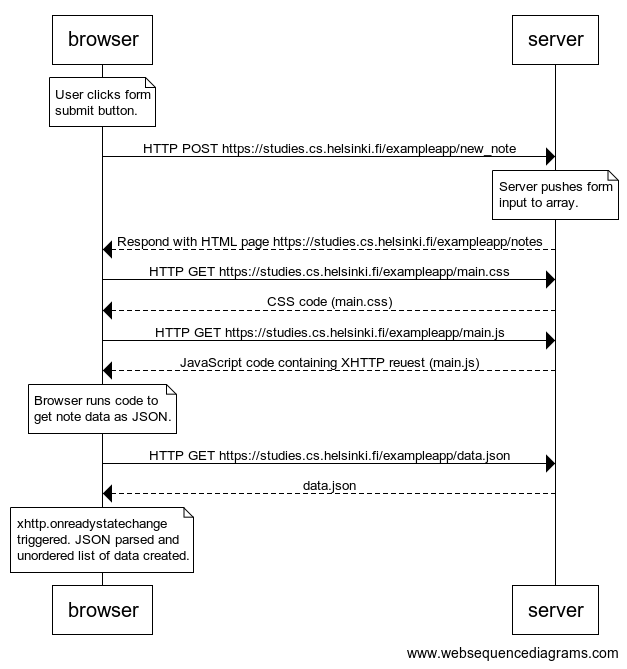 browser
server
User clicks form
submit button.
HTTP POST https://studies.cs.helsinki.fi/exampleapp/new_note
Server pushes form
input to array.
Respond with HTML page https://studies.cs.helsinki.fi/exampleapp/notes
HTTP GET https://studies.cs.helsinki.fi/exampleapp/main.css
CSS code (main.css)
HTTP GET https://studies.cs.helsinki.fi/exampleapp/main.js
JavaScript code containing XHTTP reuest (main.js)
Browser runs code to
get note data as JSON.
HTTP GET https://studies.cs.helsinki.fi/exampleapp/data.json
data.json
xhttp.onreadystatechange
triggered. JSON parsed and
unordered list of data created.
browser
server
www.websequencediagrams.com